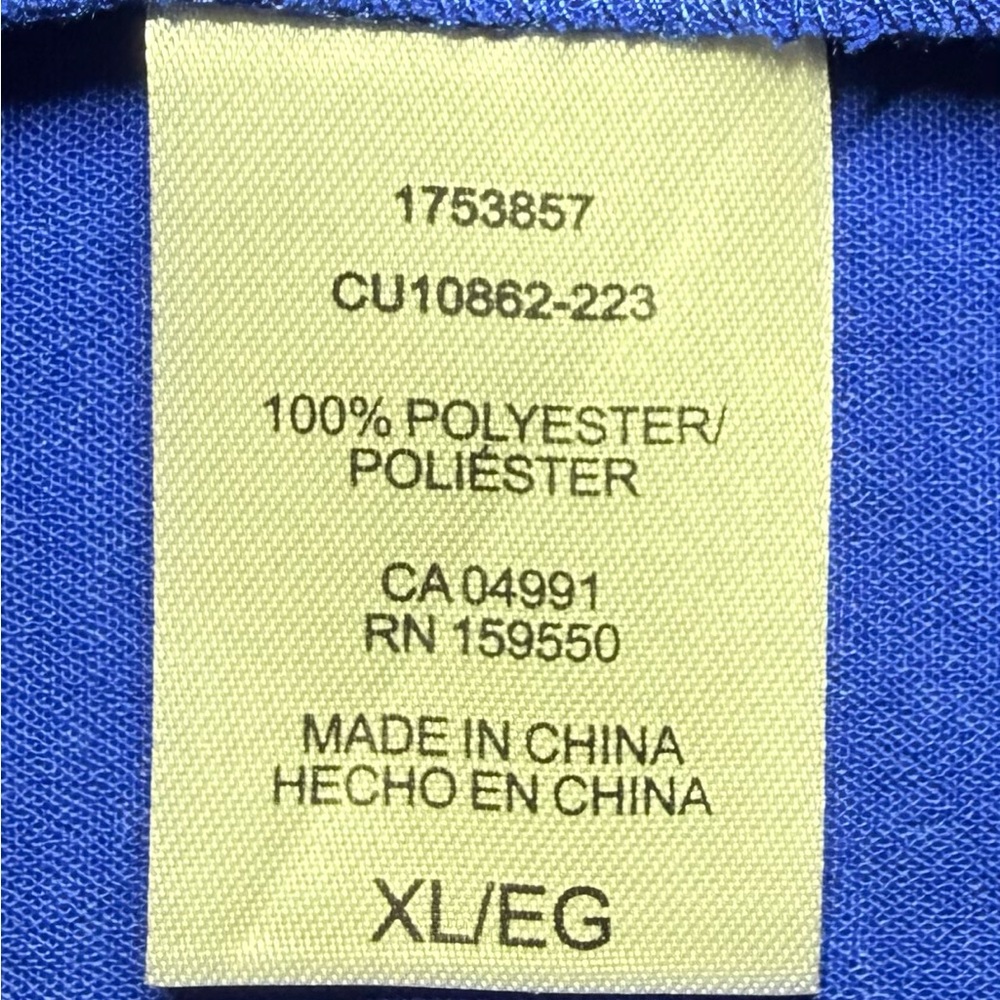 1753857
CU10862-223
100% POLYESTER/
POLIÉSTER
CA 04991
RN 159550
MADE IN CHINA
HECHO EN CHINA
XL/EG